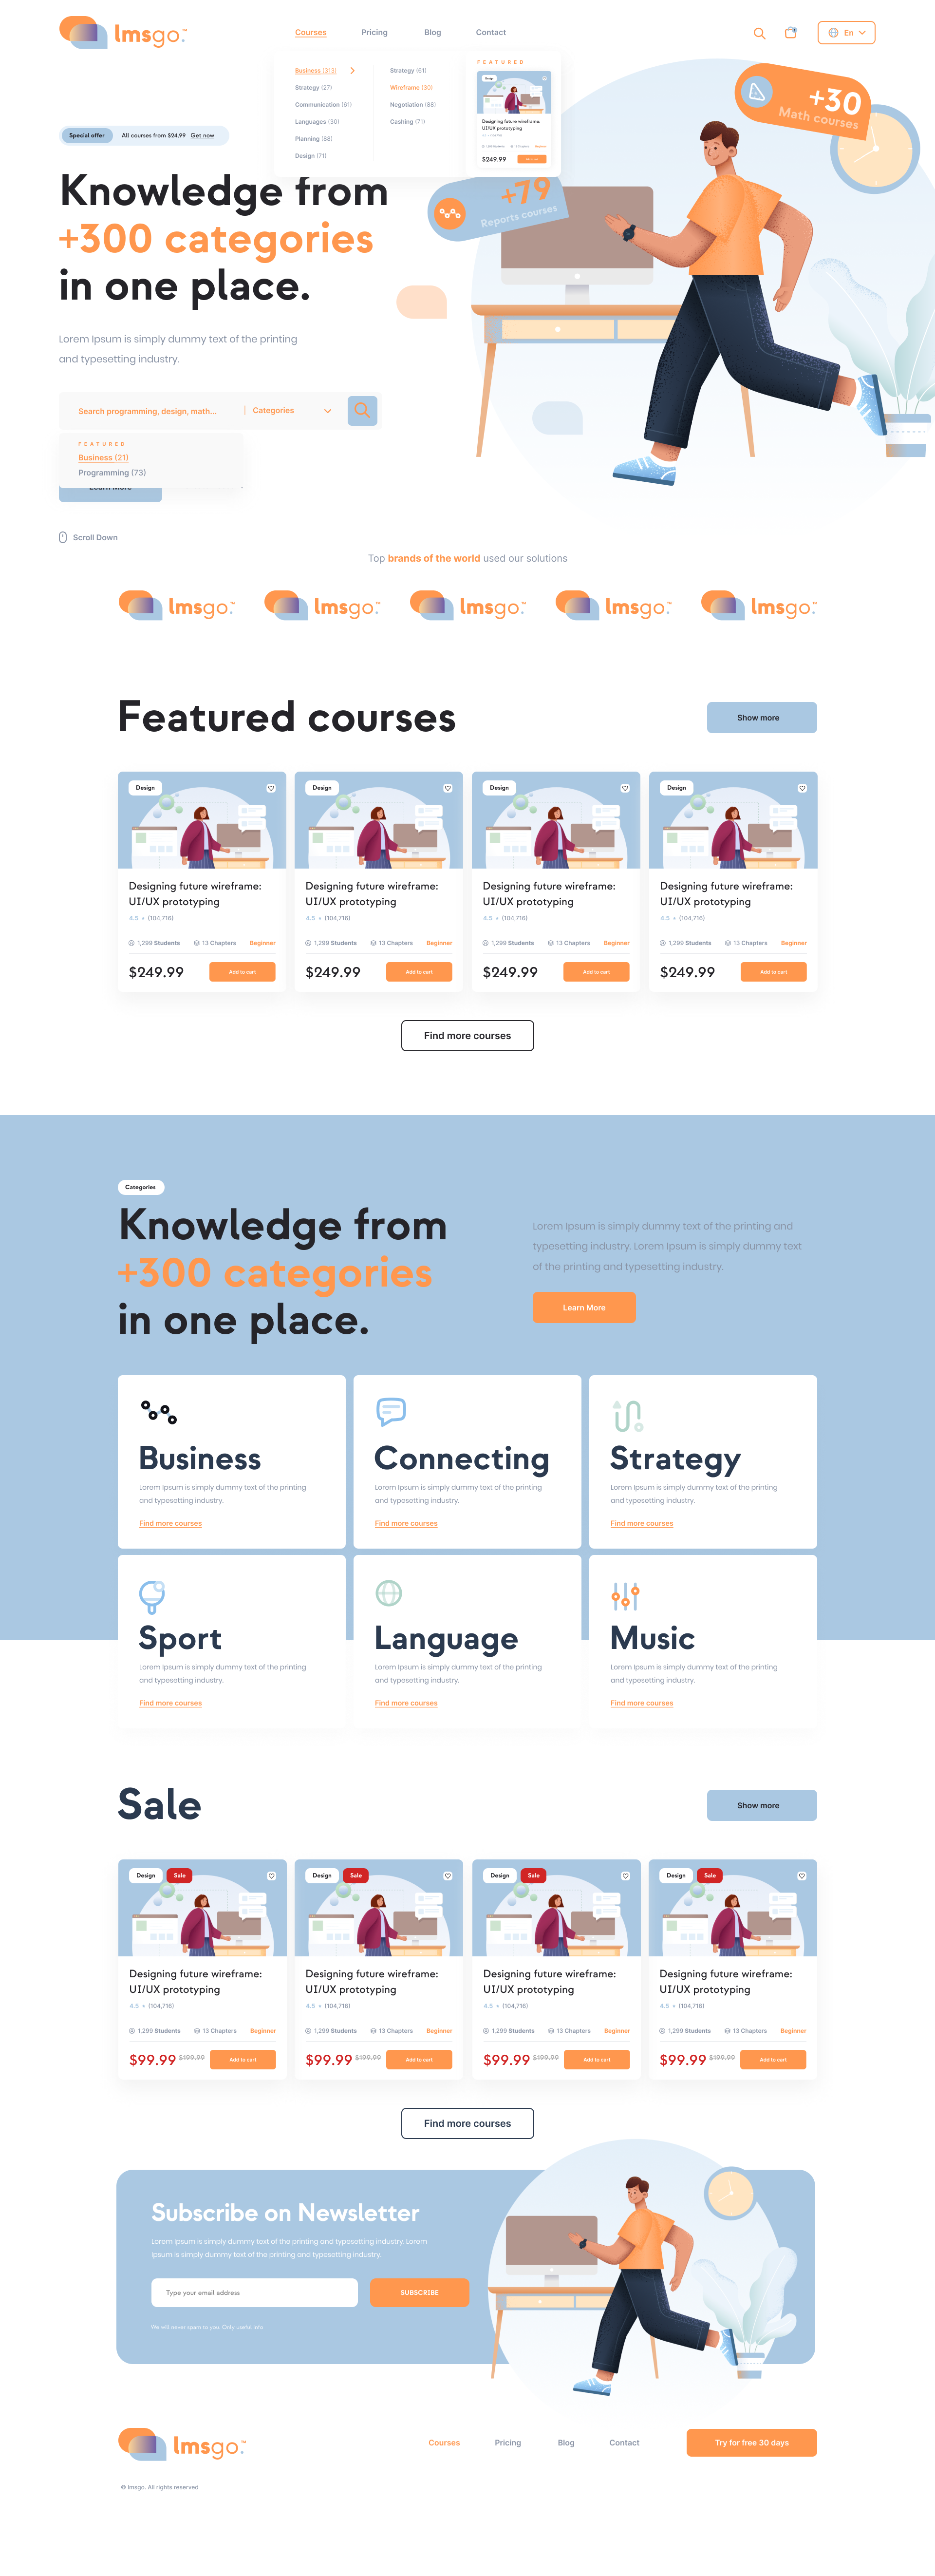 lmsgo.™
Courses
Pricing
Blog
Contact
En
Business (313)
Strategy (27)
Communication (61)
Languages (30)
Planning (88)
Design (71)
Strategy (61)
Wireframe (30)
Negotiation (88)
Cashing (71)
FEATURED
Design
Designing future wireframe:
UI/UX prototyping
Beginner
$249.99
+30
Math courses
+79
Reports courses
Special offer
All courses from $24,99 Get now
Knowledge from
+300 categories
in one place.
Lorem Ipsum is simply dummy text of the printing
and typesetting industry.
Search programming, design, math...
Categories
FEATURED
Business (21)
Programming (73)
Learn More
Scroll Down
Top brands of the world used our solutions
lmsgo.™
lmsgo.™
lmsgo.™
lmsgo.™
lmsgo.™
Featured courses
Show more
Design
Designing future wireframe:
UI/UX prototyping
4.5 (104,716)
1,299 Students
13 Chapters
Beginner
$249.99
Add to cart
Design
Designing future wireframe:
UI/UX prototyping
4.5 (104,716)
1,299 Students
13 Chapters
Beginner
$249.99
Add to cart
Design
Designing future wireframe:
UI/UX prototyping
4.5 (104,716)
1,299 Students
13 Chapters
Beginner
$249.99
Add to cart
Design
Designing future wireframe:
UI/UX prototyping
4.5 (104,716)
1,299 Students
13 Chapters
Beginner
$249.99
Add to cart
Find more courses
Categories
Knowledge from
+300 categories
in one place.
Lorem Ipsum is simply dummy text of the printing and
typesetting industry. Lorem Ipsum is simply dummy text
of the printing and typesetting industry.
Learn More
Business
Lorem Ipsum is simply dummy text of the printing
and typesetting industry.
Find more courses
Connecting
Lorem Ipsum is simply dummy text of the printing
and typesetting industry.
Find more courses
Strategy
Lorem Ipsum is simply dummy text of the printing
and typesetting industry.
Find more courses
Sport
Lorem Ipsum is simply dummy text of the printing
and typesetting industry.
Find more courses
Language
Lorem Ipsum is simply dummy text of the printing
and typesetting industry.
Find more courses
Music
Lorem Ipsum is simply dummy text of the printing
and typesetting industry.
Find more courses
Sale
Show more
Design
Sale
Designing future wireframe:
UI/UX prototyping
4.5 (104,716)
1,299 Students
13 Chapters
Beginner
$99.99 $199.99
Add to cart
Design
Sale
Designing future wireframe:
UI/UX prototyping
4.5 (104,716)
1,299 Students
13 Chapters
Beginner
$99.99 $199.99
Add to cart
Design
Sale
Designing future wireframe:
UI/UX prototyping
4.5 (104,716)
1,299 Students
13 Chapters
Beginner
$99.99 $199.99
Add to cart
Design
Sale
Designing future wireframe:
UI/UX prototyping
4.5 (104,716)
1,299 Students
13 Chapters
Beginner
$99.99 $199.99
Add to cart
Find more courses
Subscribe on Newsletter
Lorem Ipsum is simply dummy text of the printing and typesetting industry. Lorem
Ipsum is simply dummy text of the printing and typesetting industry.
Type your email address
SUBSCRIBE
We will never spam to you. Only useful info
lmsgo.™
Courses
Pricing
Blog
Contact
Try for free 30 days
© lmsgo. All rights reserved